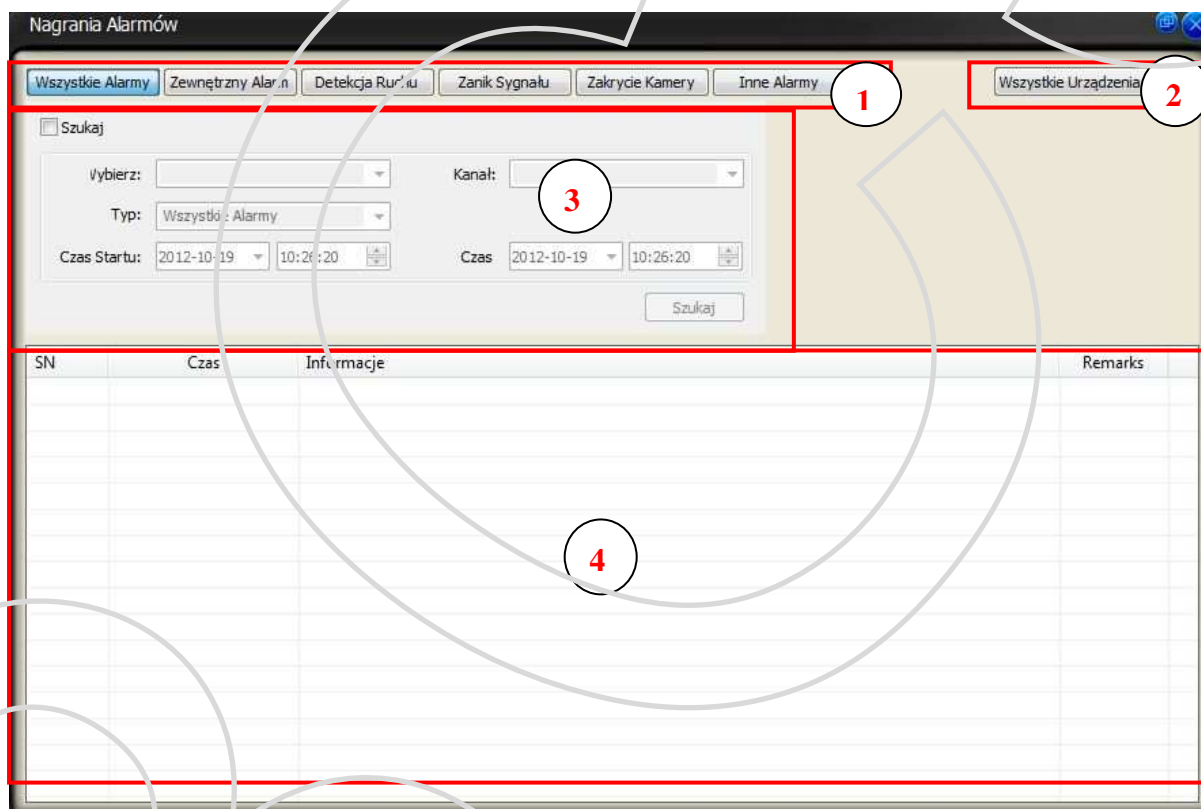 Nagrania Alarmów
Wszystkie Alarmy Zewnętrzny Alarm Detekcja Ruchu Zanik Sygnału Zakrycie Kamery Inne Alarmy 1 Wszystkie Urządzenia 2
Szukaj
Wybierz: Kanał: 3
Typ: Wszystkie Alarmy
Czas Startu: 2012-10-19 10:26:20 Czas 2012-10-19 10:26:20
Szukaj
SN Czas Informacje Remarks
4